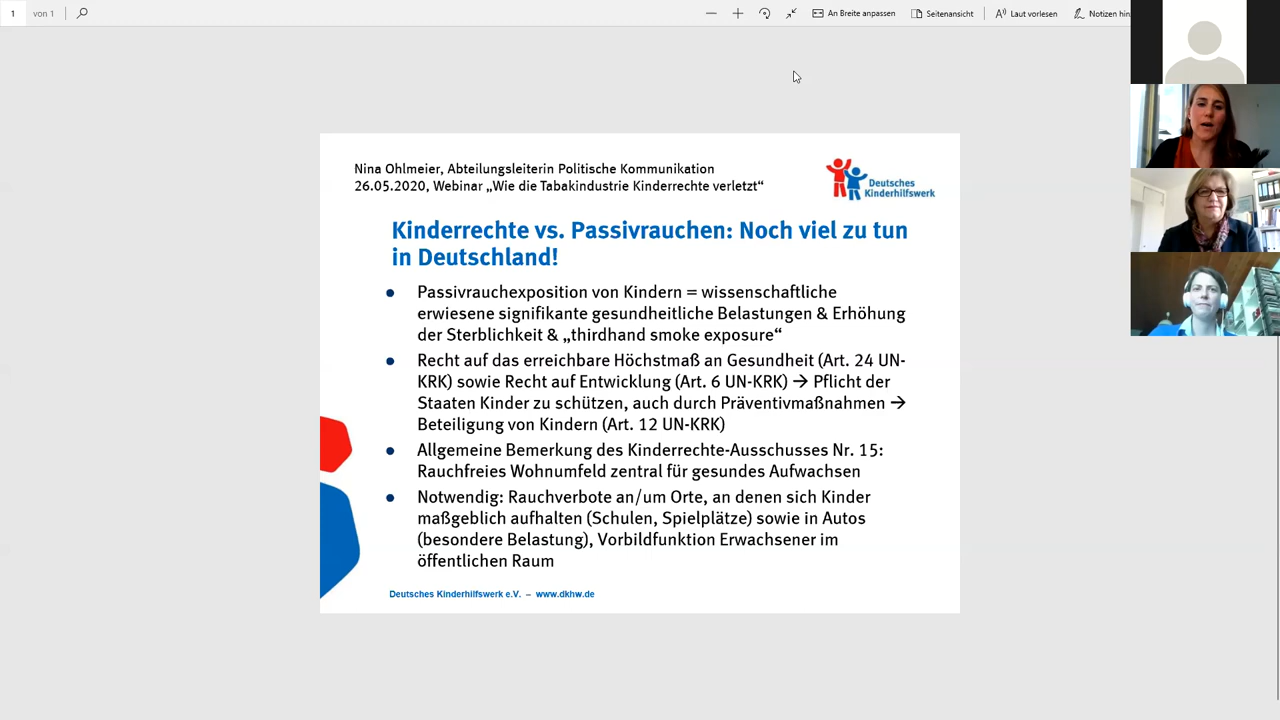 1 von 1
An Breite anpassen
Seitenansicht
Laut vorlesen
Notizen hin
Nina Ohlmeier, Abteilungsleiterin Politische Kommunikation
26.05.2020, Webinar „Wie die Tabakindustrie Kinderrechte verletzt“
Deutsches
Kinderhilfswerk
Kinderrechte vs. Passivrauchen: Noch viel zu tun
in Deutschland!
● Passivrauchexposition von Kindern = wissenschaftliche
erwiesene signifikante gesundheitliche Belastungen & Erhöhung
der Sterblichkeit & „thirdhand smoke exposure“
● Recht auf das erreichbare Höchstmaß an Gesundheit (Art. 24 UN-
KRK) sowie Recht auf Entwicklung (Art. 6 UN-KRK) → Pflicht der
Staaten Kinder zu schützen, auch durch Präventivmaßnahmen →
Beteiligung von Kindern (Art. 12 UN-KRK)
● Allgemeine Bemerkung des Kinderrechte-Ausschusses Nr. 15:
Rauchfreies Wohnumfeld zentral für gesundes Aufwachsen
● Notwendig: Rauchverbote an/um Orte, an denen sich Kinder
maßgeblich aufhalten (Schulen, Spielplätze) sowie in Autos
(besondere Belastung), Vorbildfunktion Erwachsener im
öffentlichen Raum
Deutsches Kinderhilfswerk e.V. – www.dkhw.de